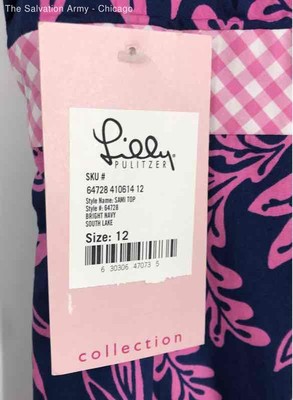 The Salvation Army - Chicago
Lilly
PULITZER®
SKU #
64728 410614 12
Style Name: SAMI TOP
Style #: 64728
BRIGHT NAVY
SOUTH LAKE
Size: 12
6 30306 47073 5
collection